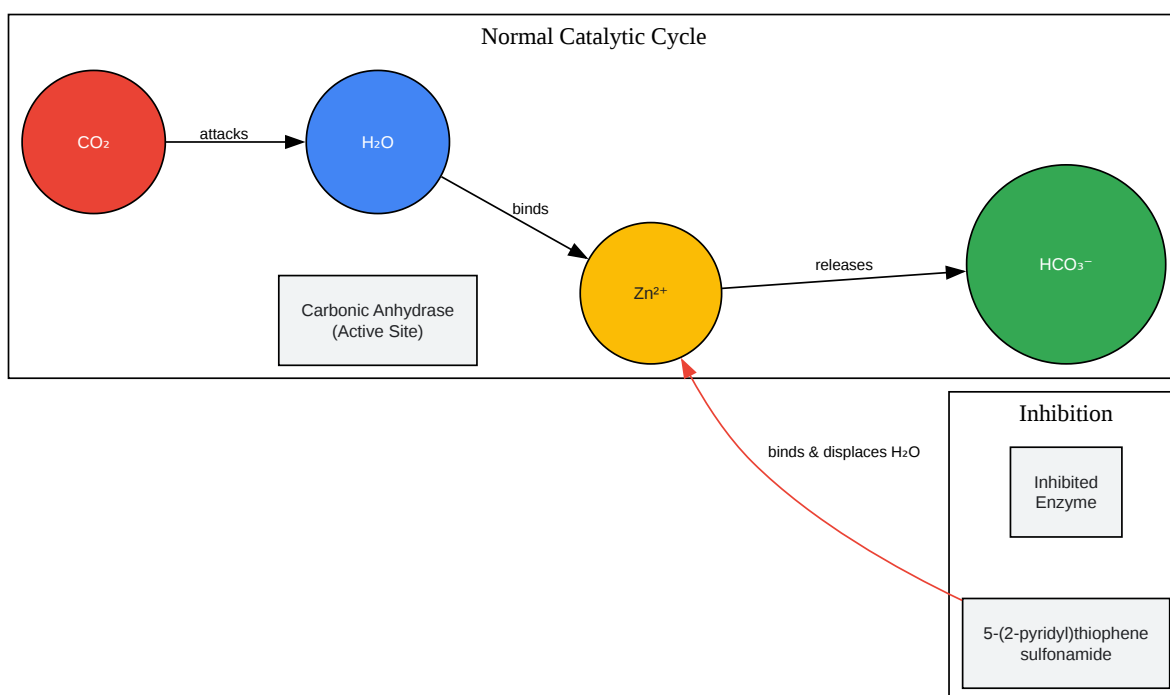 Normal Catalytic Cycle
CO₂
attacks
H₂O
binds
Carbonic Anhydrase
(Active Site)
Zn²⁺
releases
HCO₃⁻
binds & displaces H₂O
Inhibition
Inhibited
Enzyme
5-(2-pyridyl)thiophene
sulfonamide